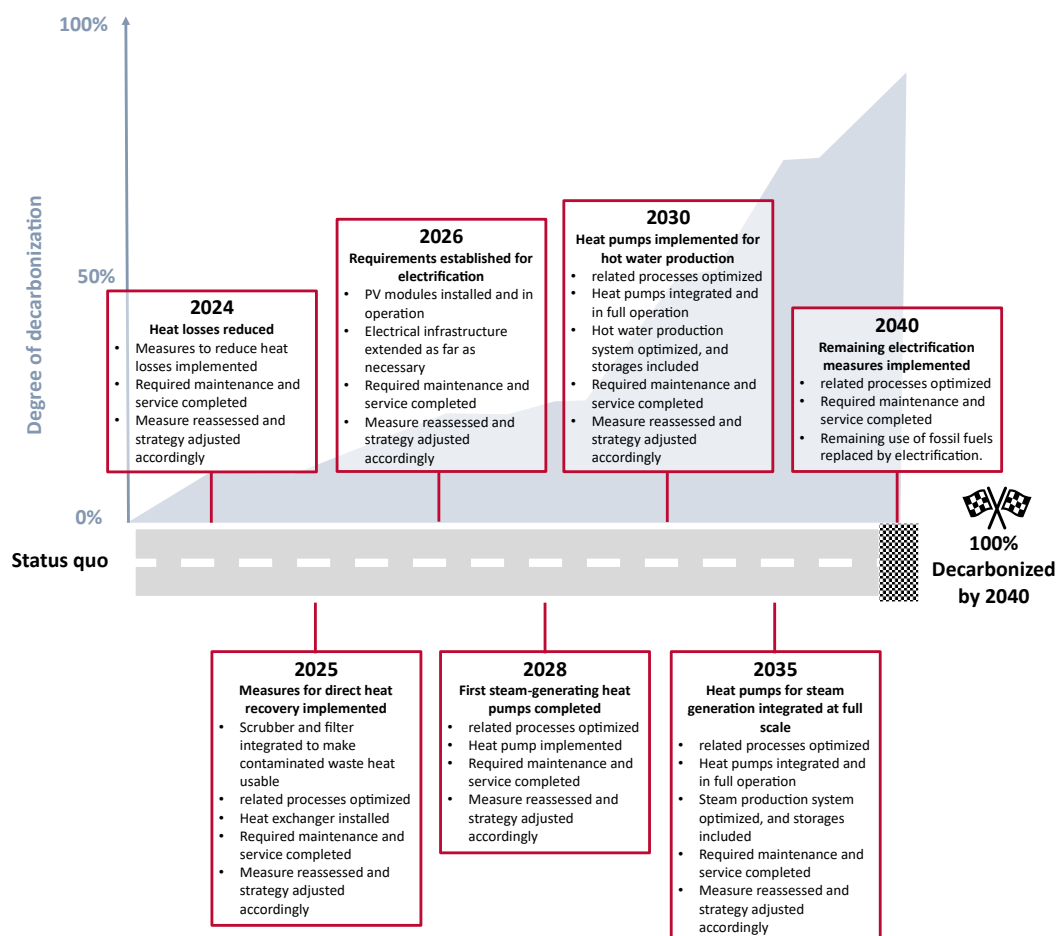 100%
50%
0%
Degree of decarbonization
2024
Heat losses reduced
• Measures to reduce heat
losses implemented
• Required maintenance and
service completed
• Measure reassessed and
strategy adjusted
accordingly
2026
Requirements established for
electrification
• PV modules installed and in
operation
• Electrical infrastructure
extended as far as
necessary
• Required maintenance and
service completed
• Measure reassessed and
strategy adjusted
accordingly
2030
Heat pumps implemented for
hot water production
• related processes optimized
• Heat pumps integrated and
in full operation
• Hot water production
system optimized, and
storages included
• Required maintenance and
service completed
• Measure reassessed and
strategy adjusted
accordingly
2040
Remaining electrification
measures implemented
• related processes optimized
• Required maintenance and
service completed
• Remaining use of fossil fuels
replaced by electrification.
Status quo
100%
Decarbonized
by 2040
2025
Measures for direct heat
recovery implemented
• Scrubber and filter
integrated to make
contaminated waste heat
usable
• related processes optimized
• Heat exchanger installed
• Required maintenance and
service completed
• Measure reassessed and
strategy adjusted
accordingly
2028
First steam-generating heat
pumps completed
• related processes optimized
• Heat pump implemented
• Required maintenance and
service completed
• Measure reassessed and
strategy adjusted
accordingly
2035
Heat pumps for steam
generation integrated at full
scale
• related processes optimized
• Heat pumps integrated and
in full operation
• Steam production system
optimized, and storages
included
• Required maintenance and
service completed
• Measure reassessed and
strategy adjusted
accordingly